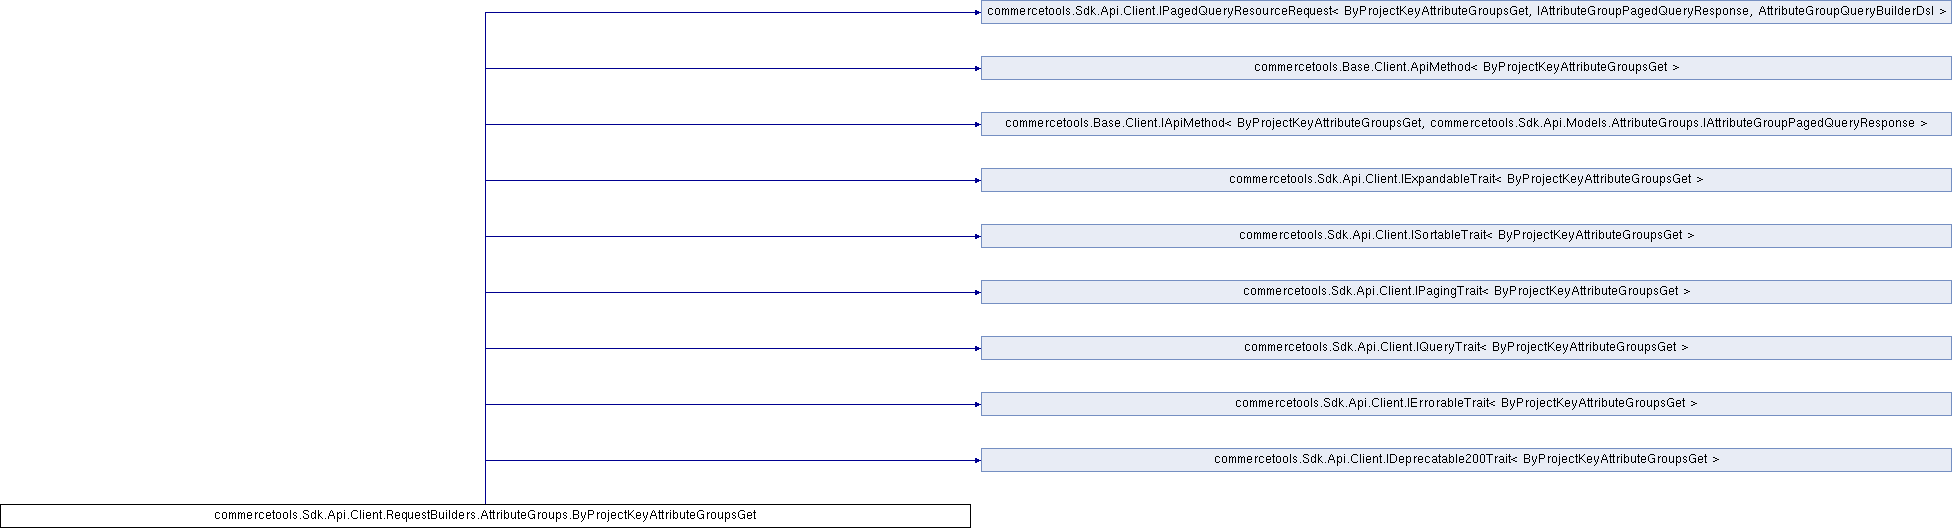 commercetools.Sdk.Api.Client.IPagedQueryResourceRequest< ByProjectKeyAttributeGroupsGet, IAttributeGroupPagedQueryResponse, AttributeGroupQueryBuilderDsl >
commercetools.Base.Client.ApiMethod< ByProjectKeyAttributeGroupsGet >
commercetools.Base.Client.IApiMethod< ByProjectKeyAttributeGroupsGet, commercetools.Sdk.Api.Models.AttributeGroups.IAttributeGroupPagedQueryResponse >
commercetools.Sdk.Api.Client.IExpandableTrait< ByProjectKeyAttributeGroupsGet >
commercetools.Sdk.Api.Client.ISortableTrait< ByProjectKeyAttributeGroupsGet >
commercetools.Sdk.Api.Client.IPagingTrait< ByProjectKeyAttributeGroupsGet >
commercetools.Sdk.Api.Client.IQueryTrait< ByProjectKeyAttributeGroupsGet >
commercetools.Sdk.Api.Client.IErrorableTrait< ByProjectKeyAttributeGroupsGet >
commercetools.Sdk.Api.Client.IDeprecatable200Trait< ByProjectKeyAttributeGroupsGet >
commercetools.Sdk.Api.Client.RequestBuilders.AttributeGroups.ByProjectKeyAttributeGroupsGet